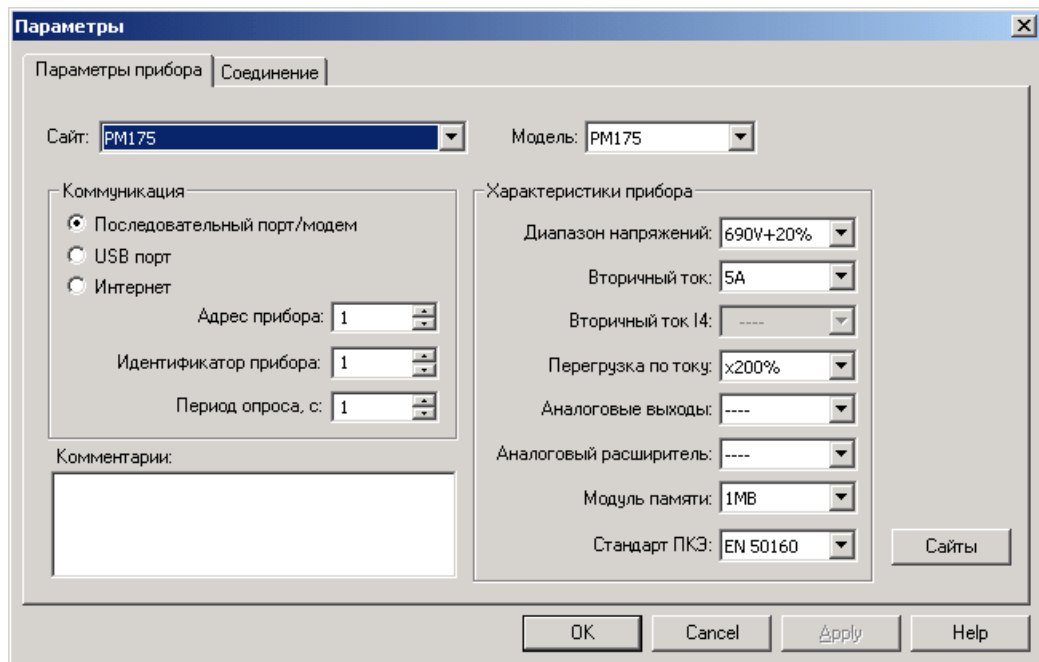 Параметры
Параметры прибора
Соединение
Сайт: PM175
Модель: PM175
Коммуникация
Последовательный порт/модем
USB порт
Интернет
Адрес прибора: 1
Идентификатор прибора: 1
Период опроса, с: 1
Комментарии:
Характеристики прибора
Диапазон напряжений: 690V+20%
Вторичный ток: 5A
Вторичный ток I4: ----
Перегрузка по току: x200%
Аналоговые выходы: ----
Аналоговый расширитель: ----
Модуль памяти: 1MB
Стандарт ПКЭ: EN 50160
Сайты
OK
Cancel
Apply
Help